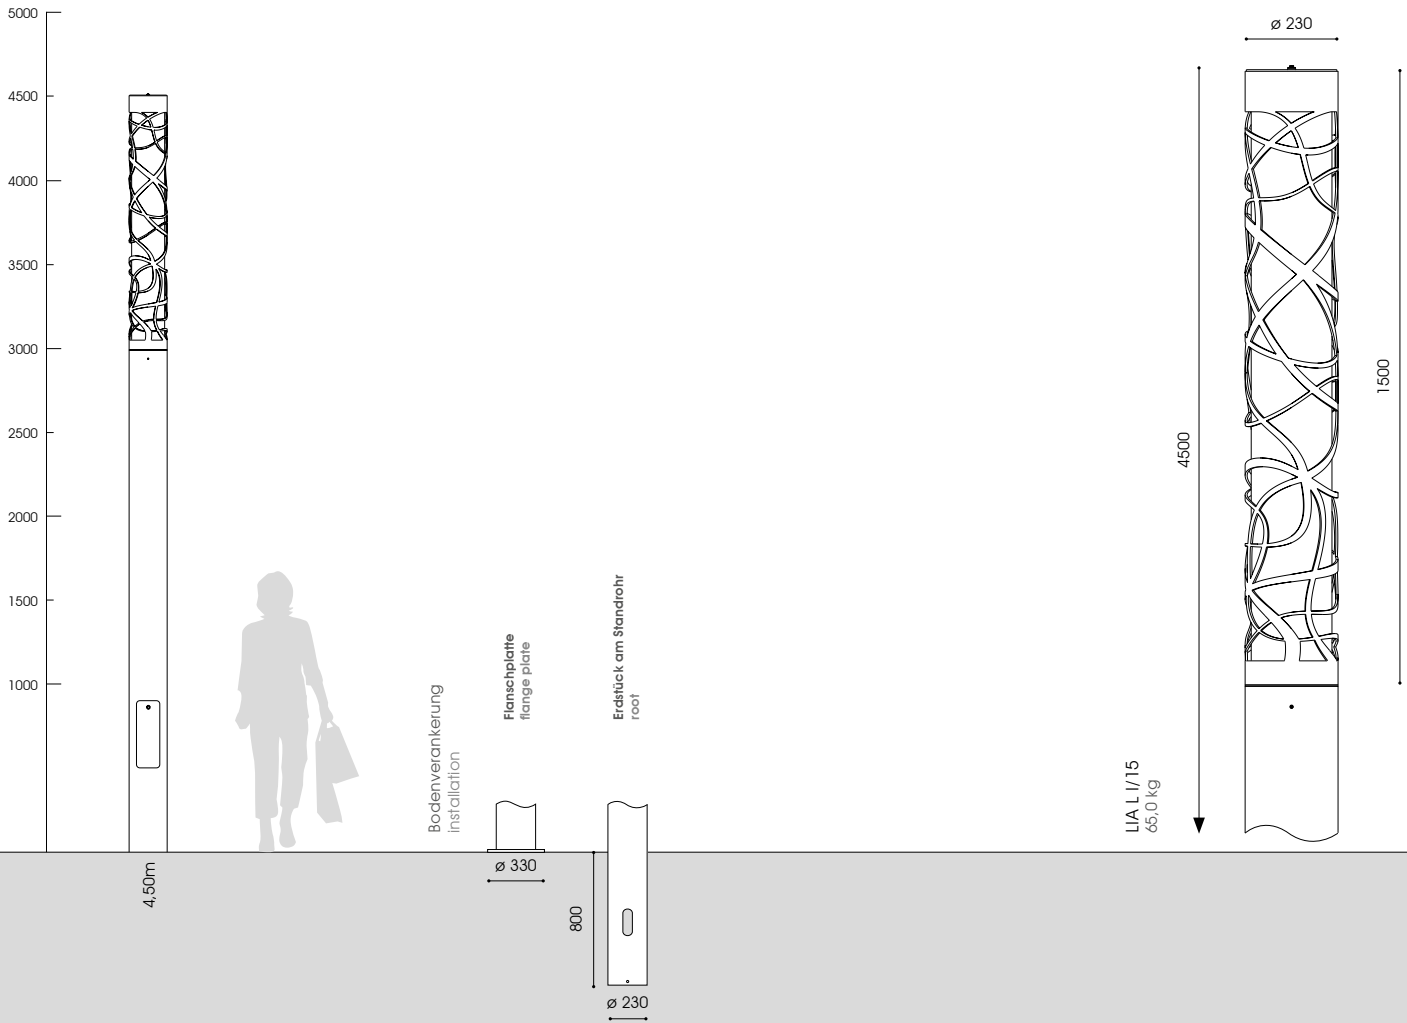 5000
4500
4000
3500
3000
2500
2000
1500
1000
4,50m
Bodenverankerung
installation
Flanschplatte
flange plate
ø 330
Erdstück am Standrohr
root
800
ø 230
LIA L I/15
65,0 kg
4500
ø 230
1500